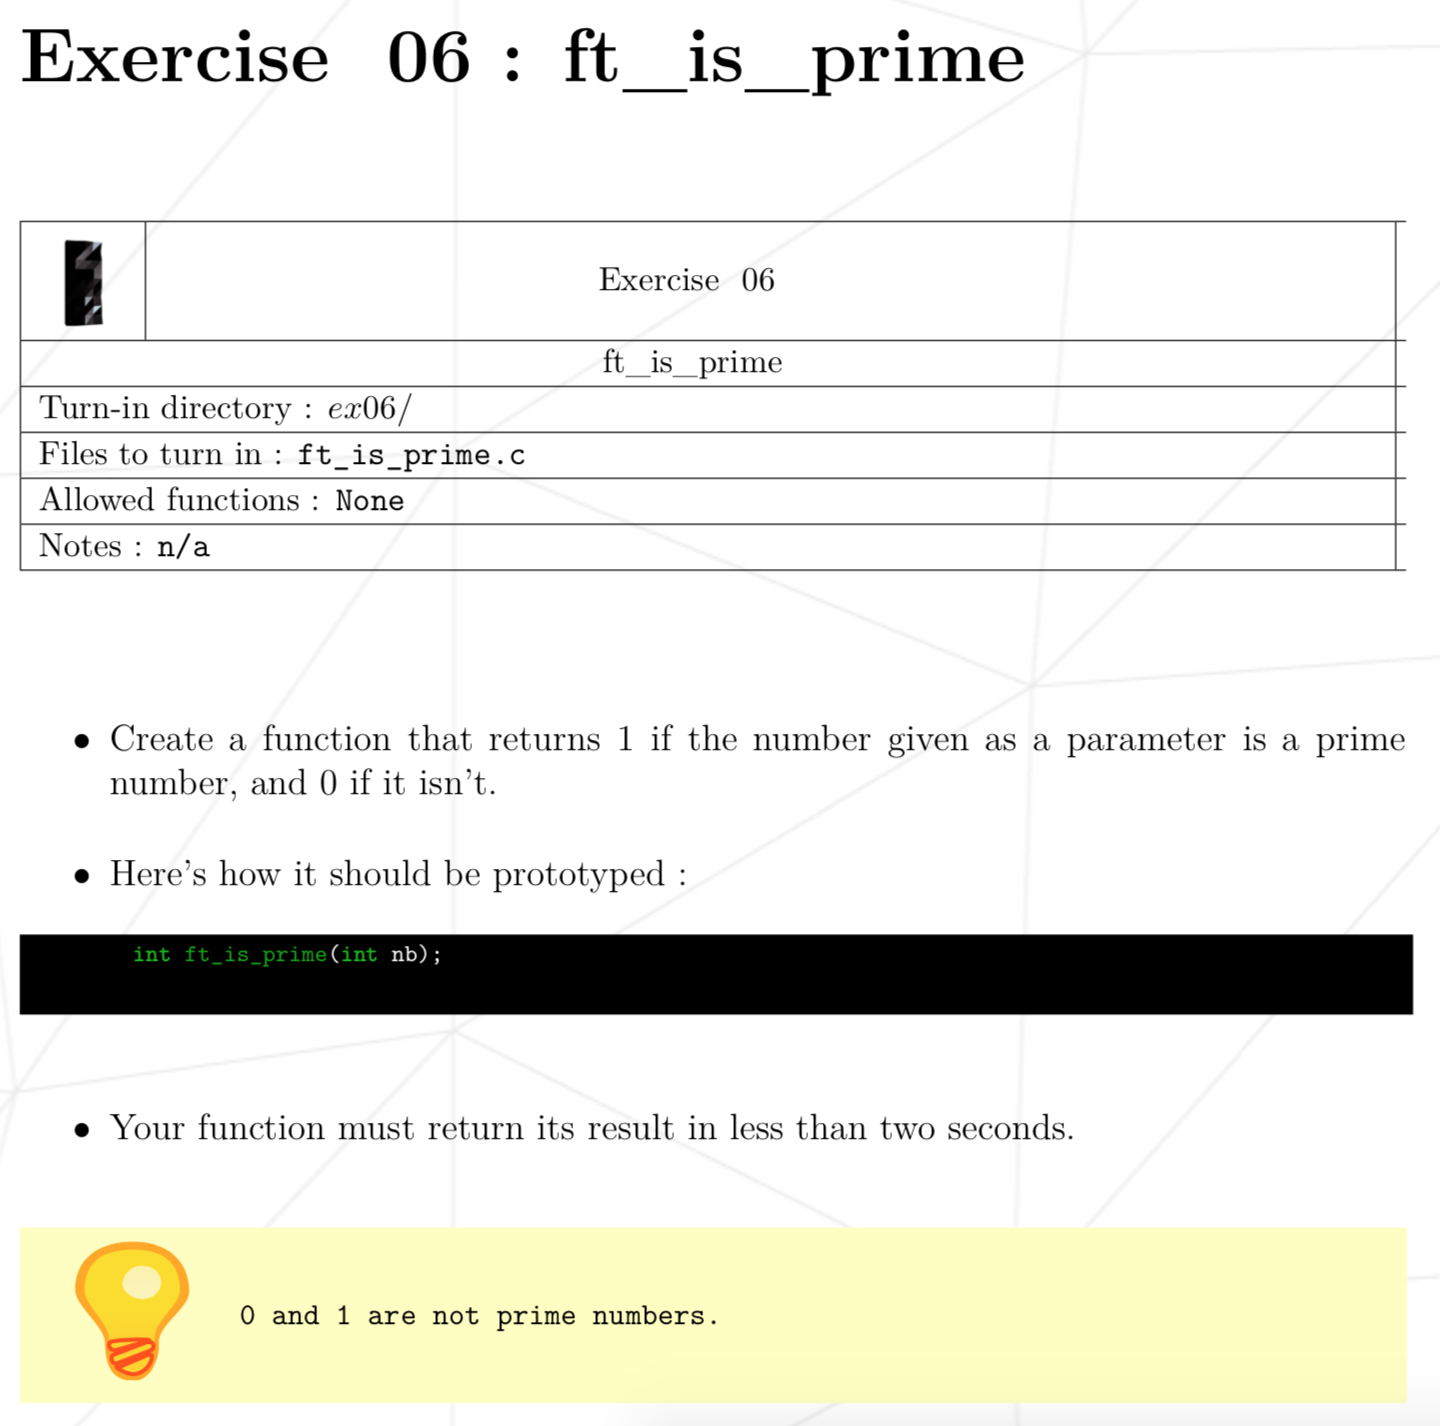 Exercise 06 : ft_is_prime
Exercise 06
ft_is_prime
Turn-in directory : ex06/
Files to turn in : ft_is_prime.c
Allowed functions : None
Notes : n/a
• Create a function that returns 1 if the number given as a parameter is a prime
number, and 0 if it isn't.
• Here's how it should be prototyped :
int ft_is_prime(int nb);
• Your function must return its result in less than two seconds.
0 and 1 are not prime numbers.